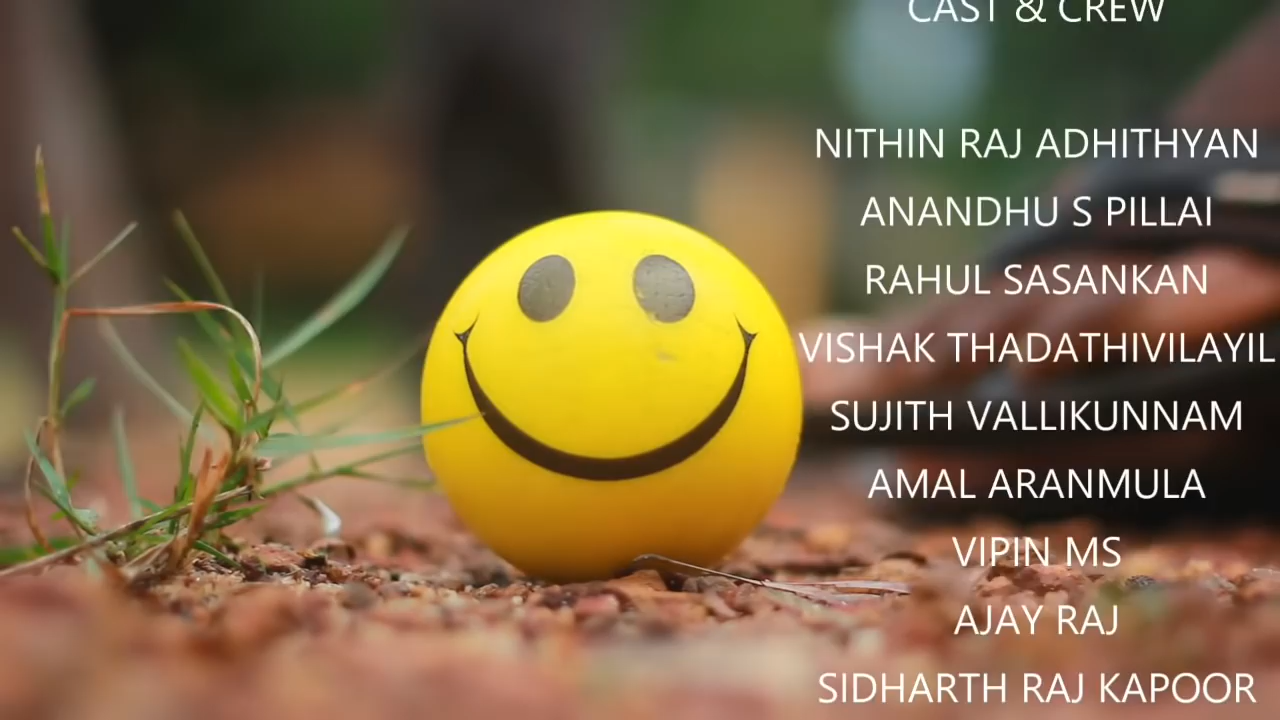 CAST & CREW
NITHIN RAJ ADHITHYAN
ANANDHU S PILLAI
RAHUL SASANKAN
VISHAK THADATHIVILAYIL
SUJITH VALLIKUNNAM
AMAL ARANMULA
VIPIN MS
AJAY RAJ
SIDHARTH RAJ KAPOOR